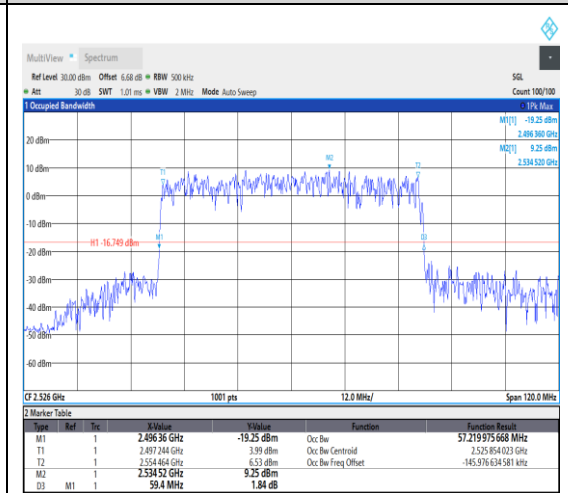 MultiView Spectrum
Ref Level 30.00 dBm Offset 6.68 dB RBW 500 kHz SGL
Att 30 dB SWT 1.01 ms VBW 2 MHz Mode Auto Sweep Count 100/100
1 Occupied Bandwidth 1Pk Max
M1[1] -19.25 dBm
2.496 360 GHz
M2[1] 9.25 dBm
2.534 520 GHz
20 dBm
M2
T1 T2
10 dBm
0 dBm
-10 dBm
H1 -16.749 dBm
M1 D3
-20 dBm
-30 dBm
-40 dBm
-50 dBm
-60 dBm
CF 2.526 GHz 1001 pts 12.0 MHz/ Span 120.0 MHz
2 Marker Table
Type Ref Trc X-Value Y-Value Function Function Result
M1 1 2.496 36 GHz -19.25 dBm Occ Bw 57.219 975 668 MHz
T1 1 2.497 244 GHz 3.99 dBm Occ Bw Centroid 2.525 854 023 GHz
T2 1 2.554 464 GHz 6.53 dBm Occ Bw Freq Offset -145.976 634 581 kHz
M2 1 2.534 52 GHz 9.25 dBm
D3 M1 1 59.4 MHz 1.84 dB